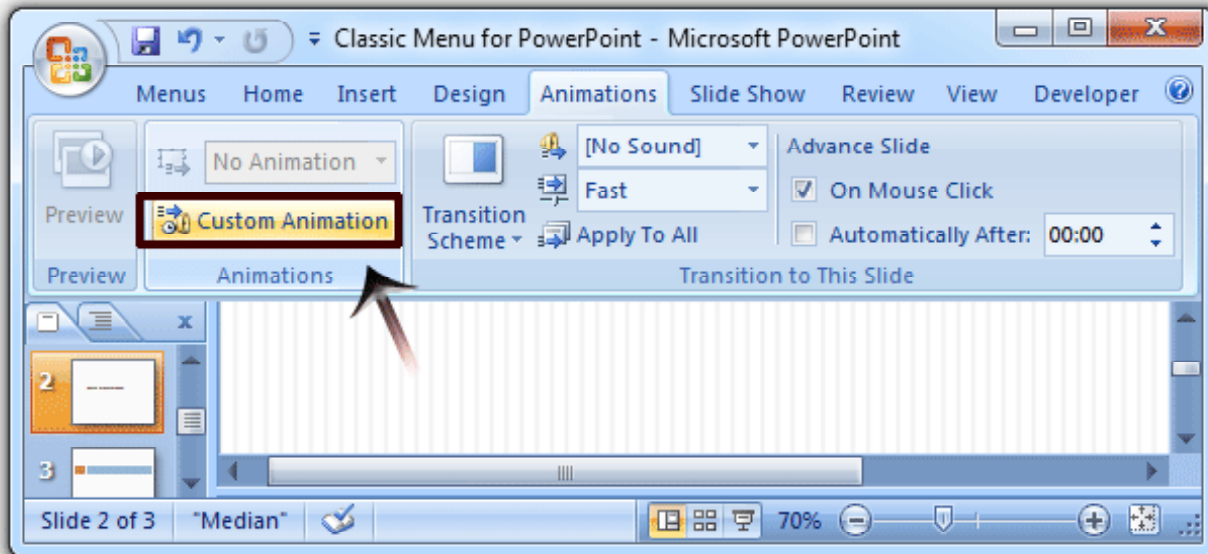 Classic Menu for PowerPoint - Microsoft PowerPoint
Menus Home Insert Design Animations Slide Show Review View Developer
Preview
Preview
No Animation
Custom Animation
Animations
Transition
Scheme
[No Sound]
Fast
Apply To All
Advance Slide
On Mouse Click
Automatically After: 00:00
Transition to This Slide
2
3
Slide 2 of 3 "Median" 70%